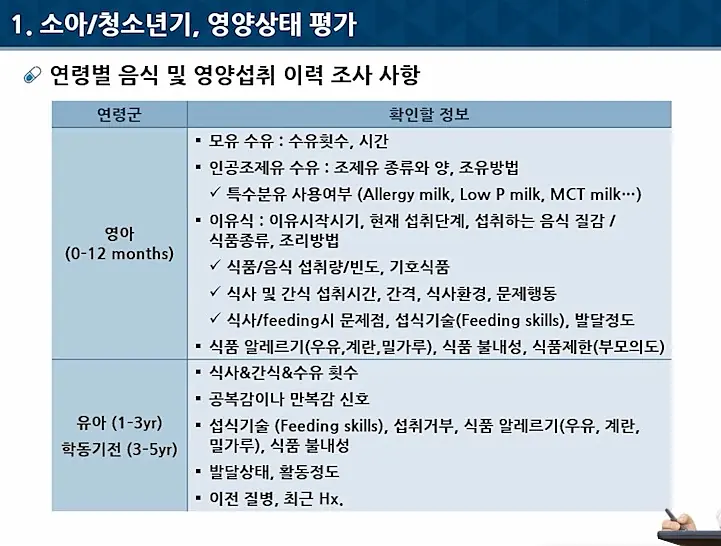 1. 소아/청소년기, 영양상태 평가
연령별 음식 및 영양섭취 이력 조사 사항
연령군
확인할 정보
영아
(0-12 months)
▪ 모유 수유 : 수유횟수, 시간
▪ 인공조제유 수유 : 조제유 종류와 양, 조유방법
✓ 특수분유 사용여부 (Allergy milk, Low P milk, MCT milk…)
▪ 이유식 : 이유시작시기, 현재 섭취단계, 섭취하는 음식 질감 /
식품종류, 조리방법
✓ 식품/음식 섭취량/빈도, 기호식품
✓ 식사 및 간식 섭취시간, 간격, 식사환경, 문제행동
✓ 식사/feeding시 문제점, 섭식기술(Feeding skills), 발달정도
▪ 식품 알레르기(우유,계란,밀가루), 식품 불내성, 식품제한(부모의도)
유아 (1-3yr)
학동기전 (3-5yr)
▪ 식사&간식&수유 횟수
▪ 공복감이나 만복감 신호
▪ 섭식기술 (Feeding skills), 섭취거부, 식품 알레르기(우유, 계란,
밀가루), 식품 불내성
▪ 발달상태, 활동정도
▪ 이전 질병, 최근 Hx.